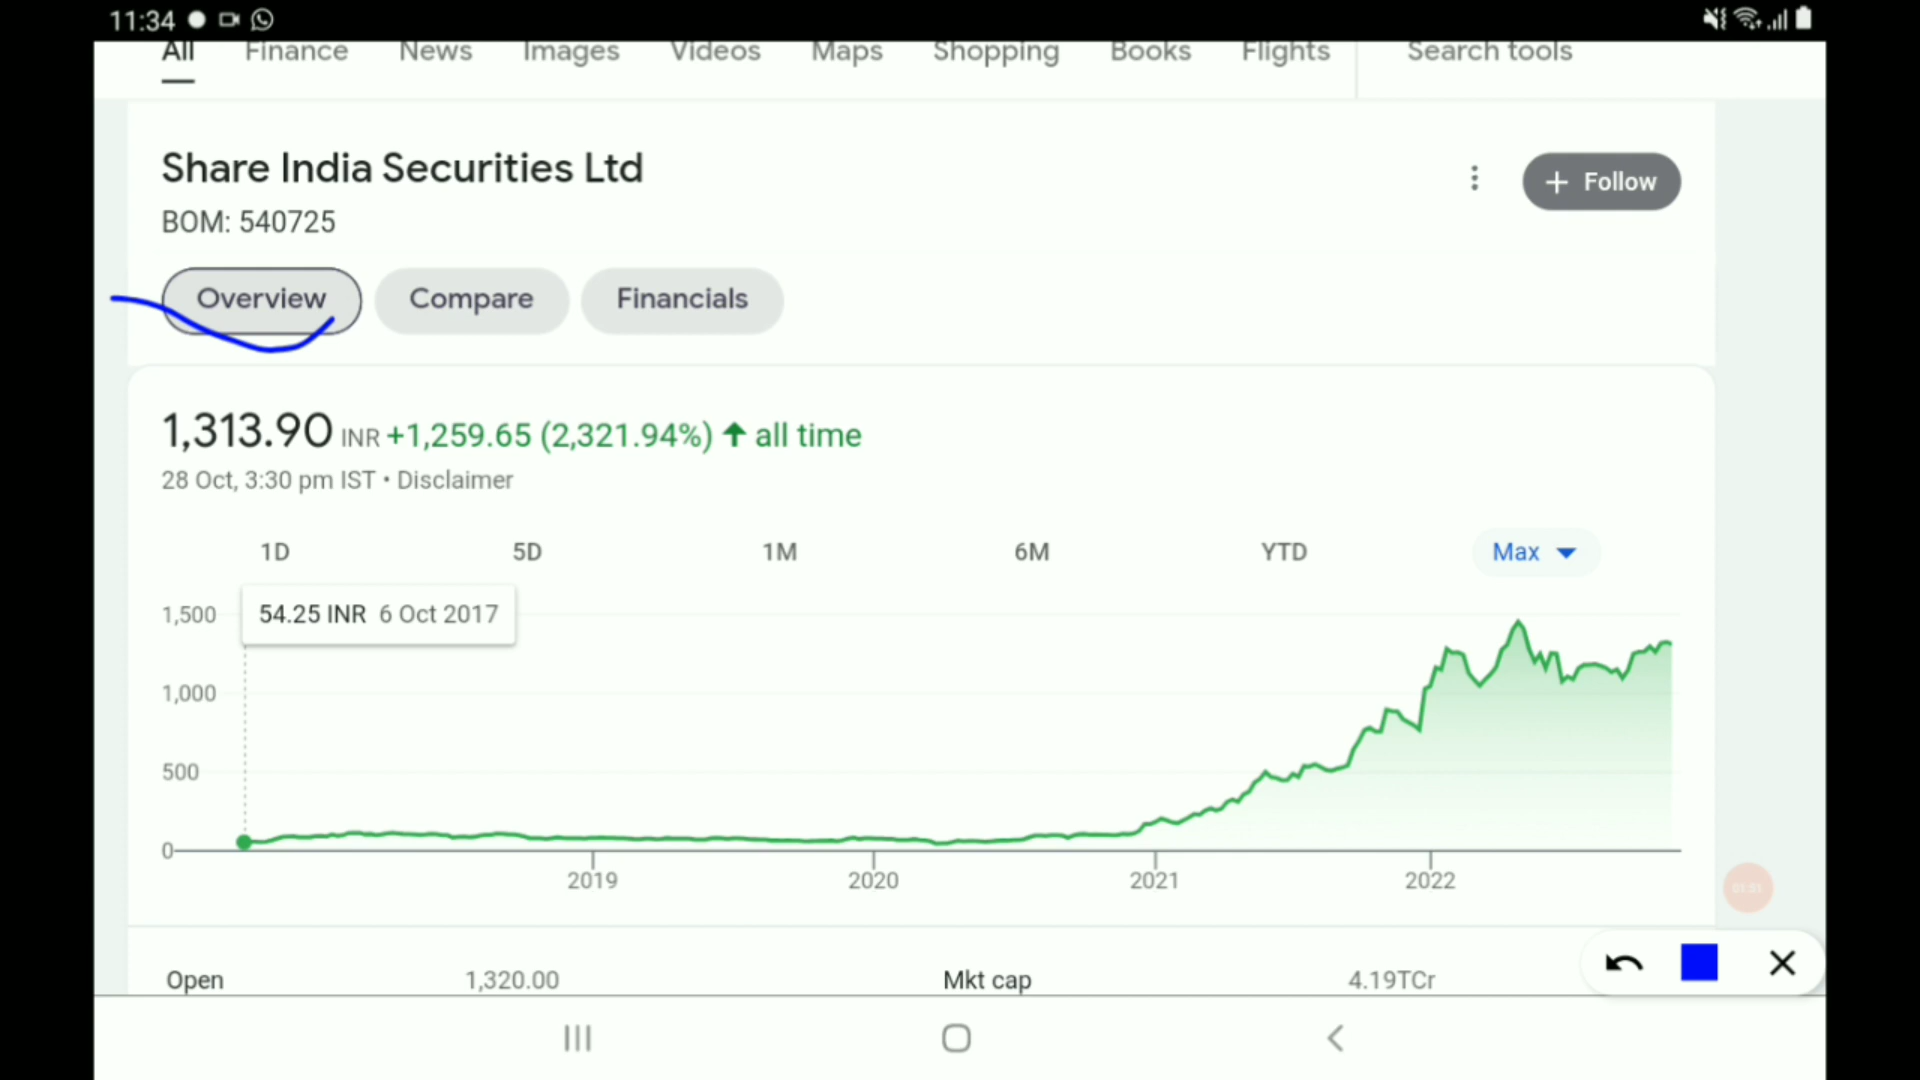 11:34
All Finance News Images Videos Maps Shopping Books Flights Search tools
Share India Securities Ltd
+ Follow
BOM: 540725
Overview Compare Financials
1,313.90 INR +1,259.65 (2,321.94%) ↑ all time
28 Oct, 3:30 pm IST • Disclaimer
1D 5D 1M 6M YTD Max
54.25 INR 6 Oct 2017
1,500
1,000
500
0
2019 2020 2021 2022
Open 1,320.00 Mkt cap 4.19TCr